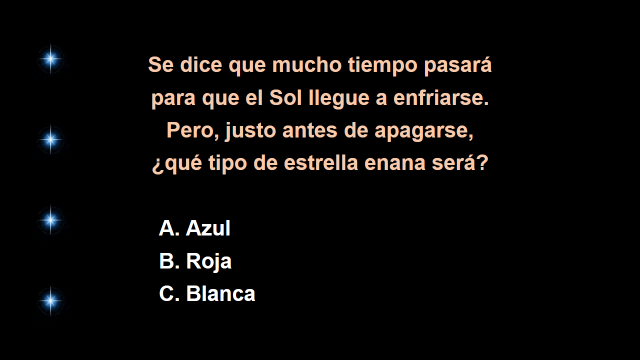 Se dice que mucho tiempo pasará
para que el Sol llegue a enfriarse.
Pero, justo antes de apagarse,
¿qué tipo de estrella enana será?
A. Azul
B. Roja
C. Blanca